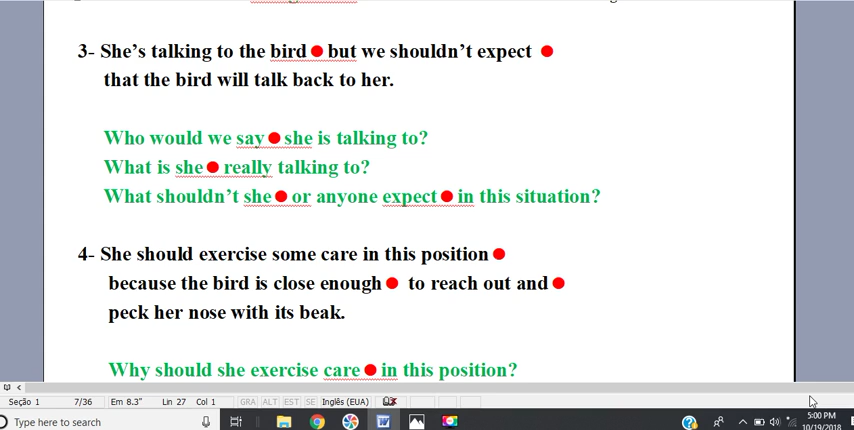 3- She’s talking to the bird ● but we shouldn’t expect ●
that the bird will talk back to her.
Who would we say ● she is talking to?
What is she ● really talking to?
What shouldn’t she ● or anyone expect ● in this situation?
4- She should exercise some care in this position ●
because the bird is close enough ● to reach out and ●
peck her nose with its beak.
Why should she exercise care ● in this position?
Seção 1 7/36 Em 8.3" Lin 27 Col 1 GRA ALT EST SE Inglês (EUA)
Type here to search
5:00 PM
10/19/2018